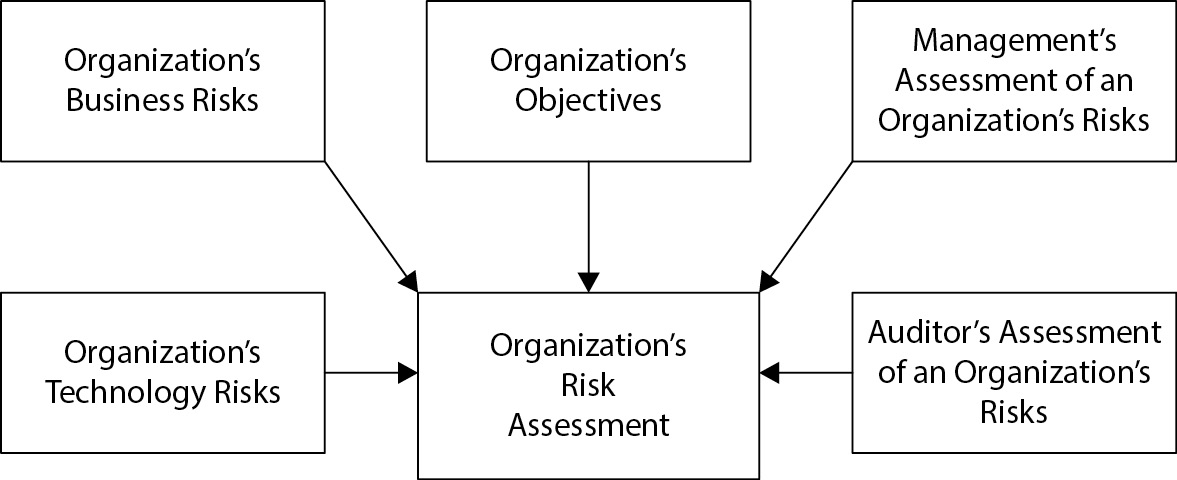 Organization’s
Business Risks
Organization’s
Objectives
Management’s
Assessment of an
Organization’s Risks
Organization’s
Technology Risks
Organization’s
Risk
Assessment
Auditor’s Assessment
of an Organization’s
Risks